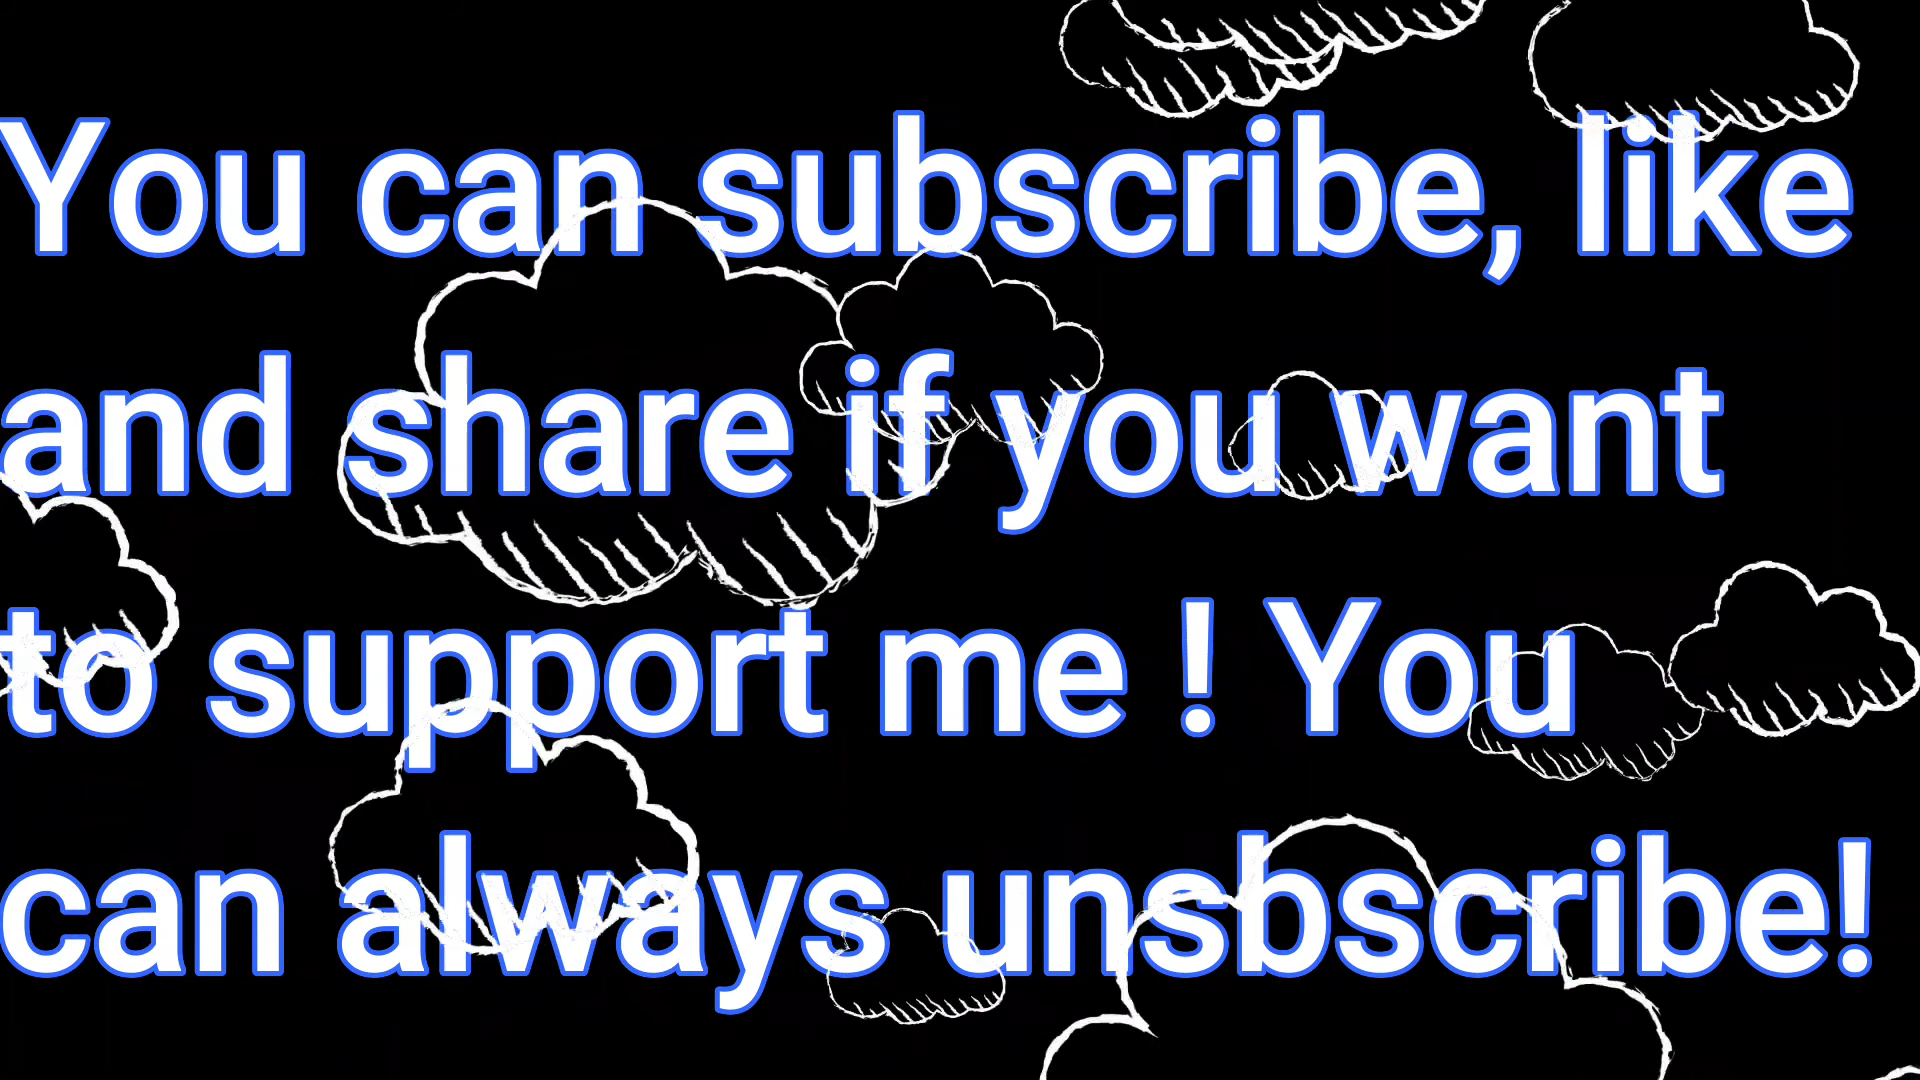 You can subscribe, like
and share if you want
to support me ! You
can always unsbscribe!